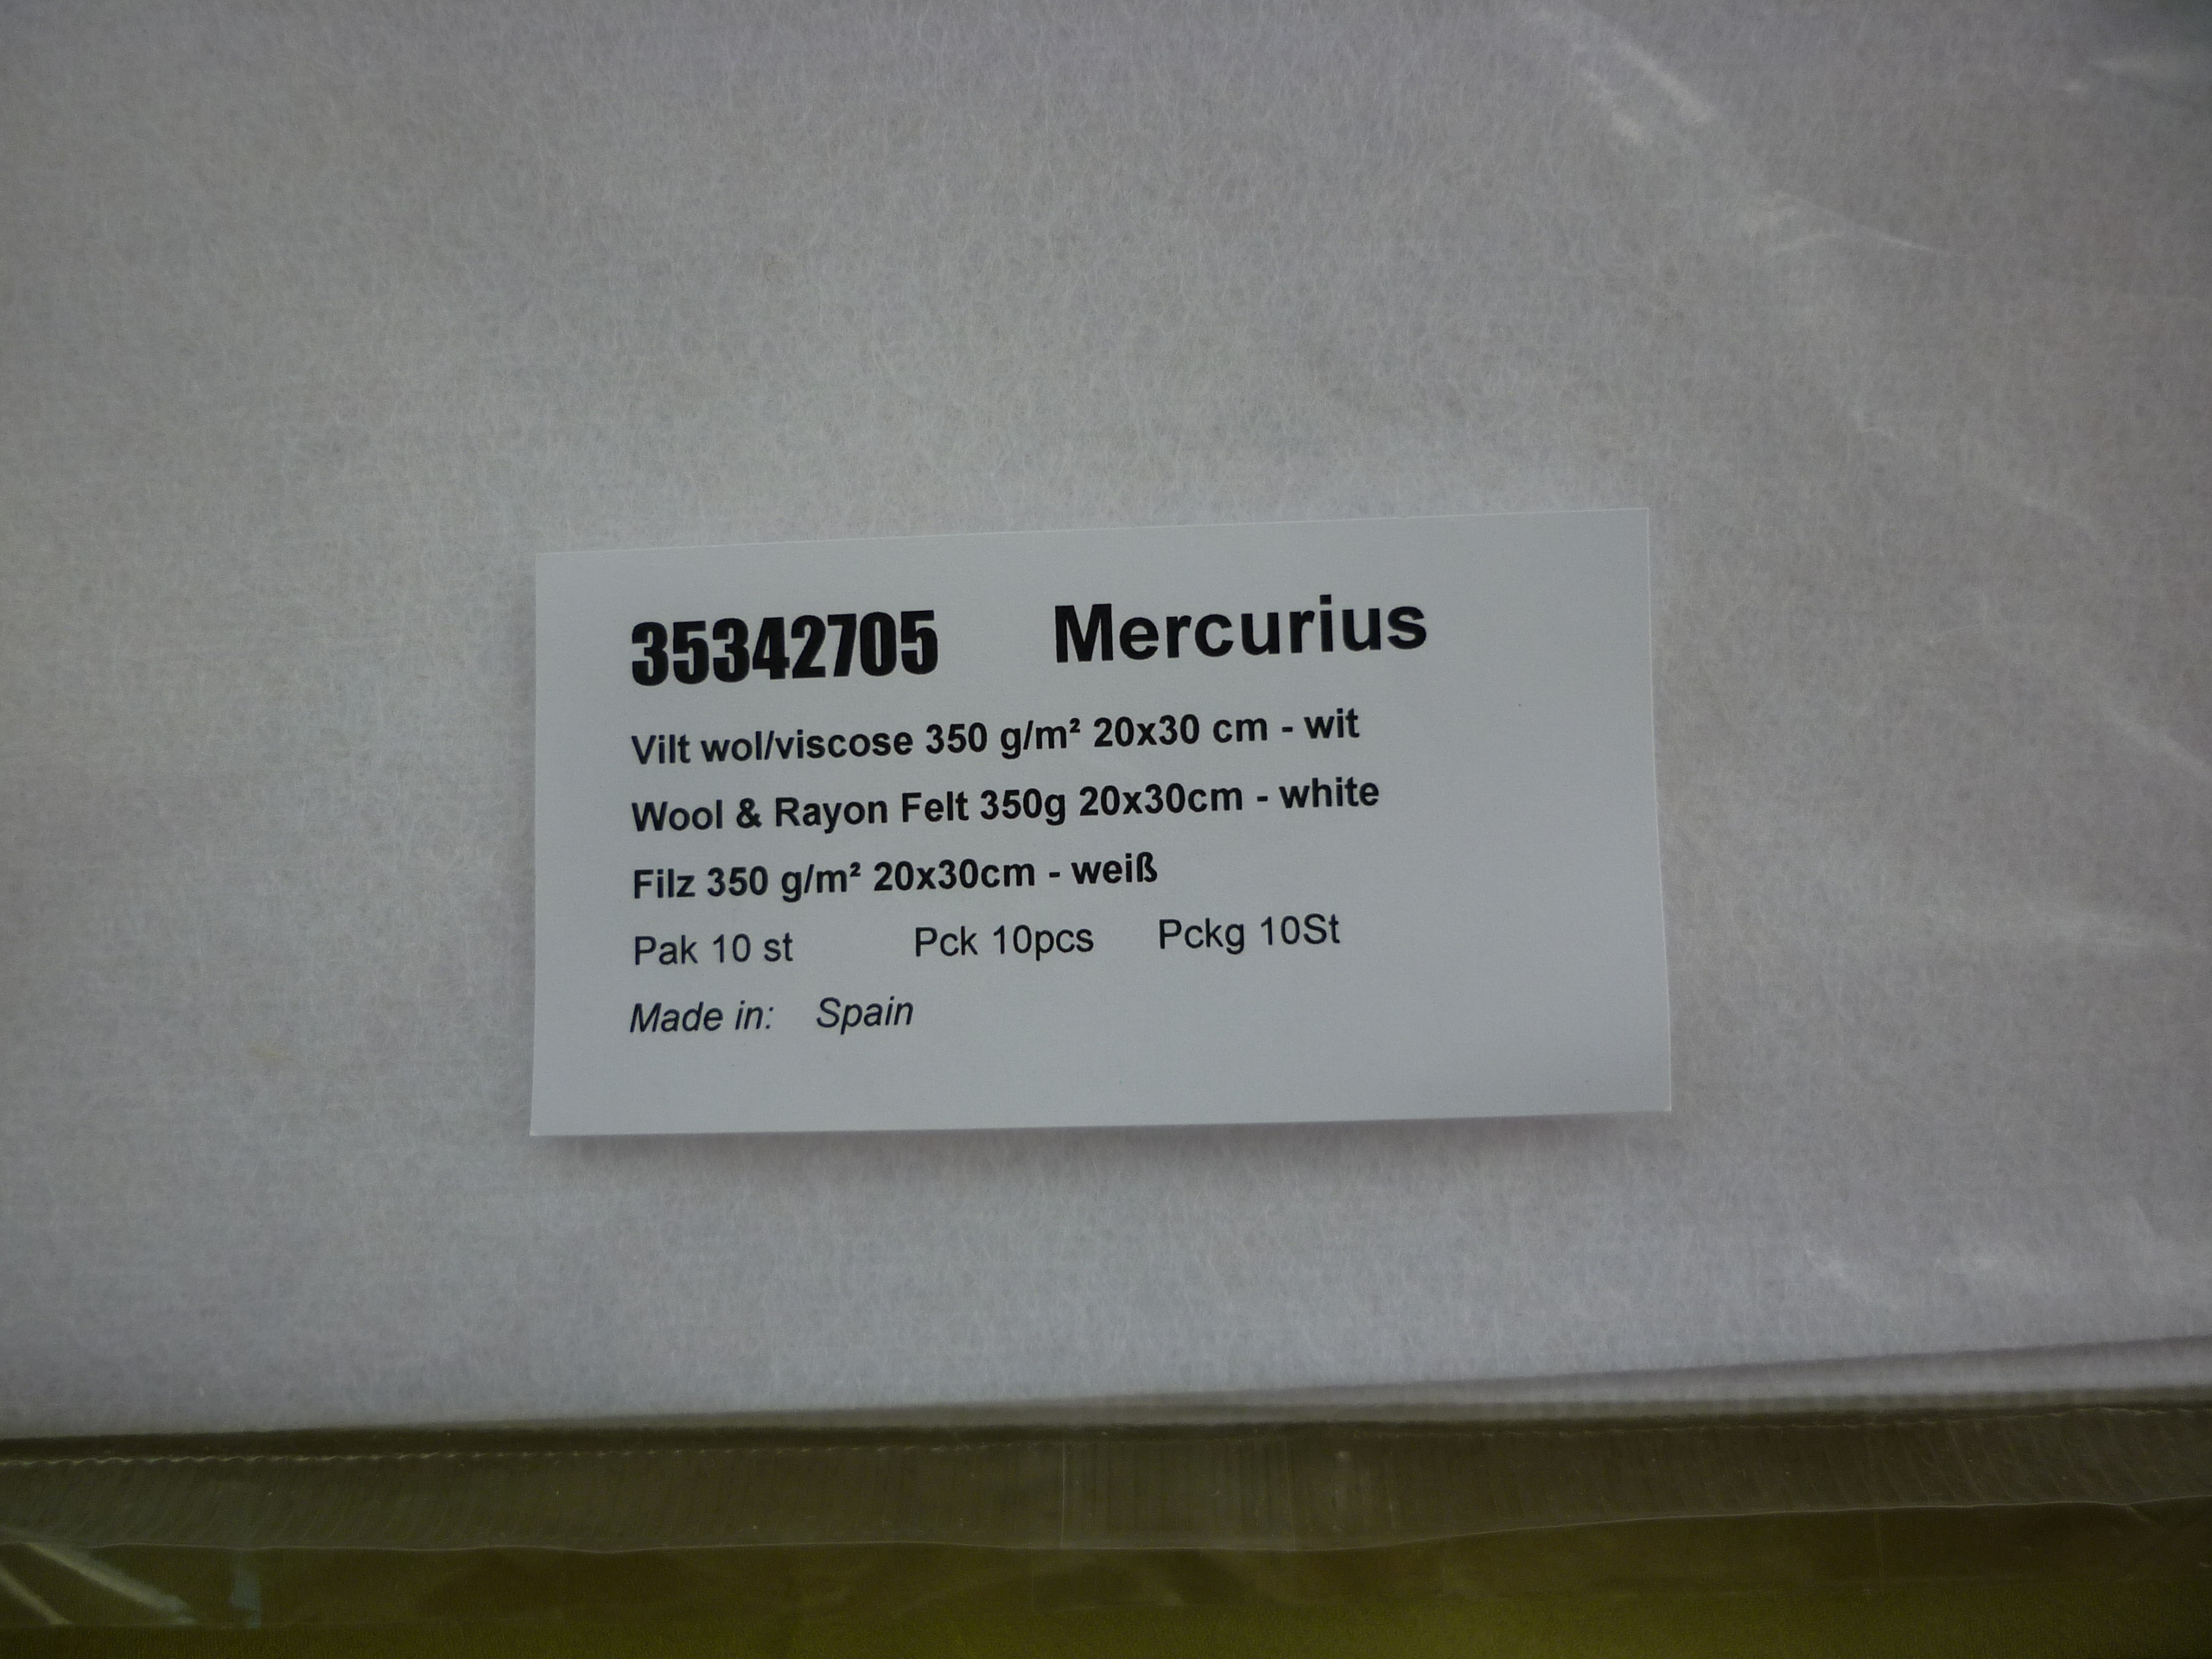 35342705 Mercurius
Vilt wol/viscose 350 g/m² 20x30 cm - wit
Wool & Rayon Felt 350g 20x30cm - white
Filz 350 g/m² 20x30cm - weiß
Pak 10 st Pck 10pcs Pckg 10St
Made in: Spain